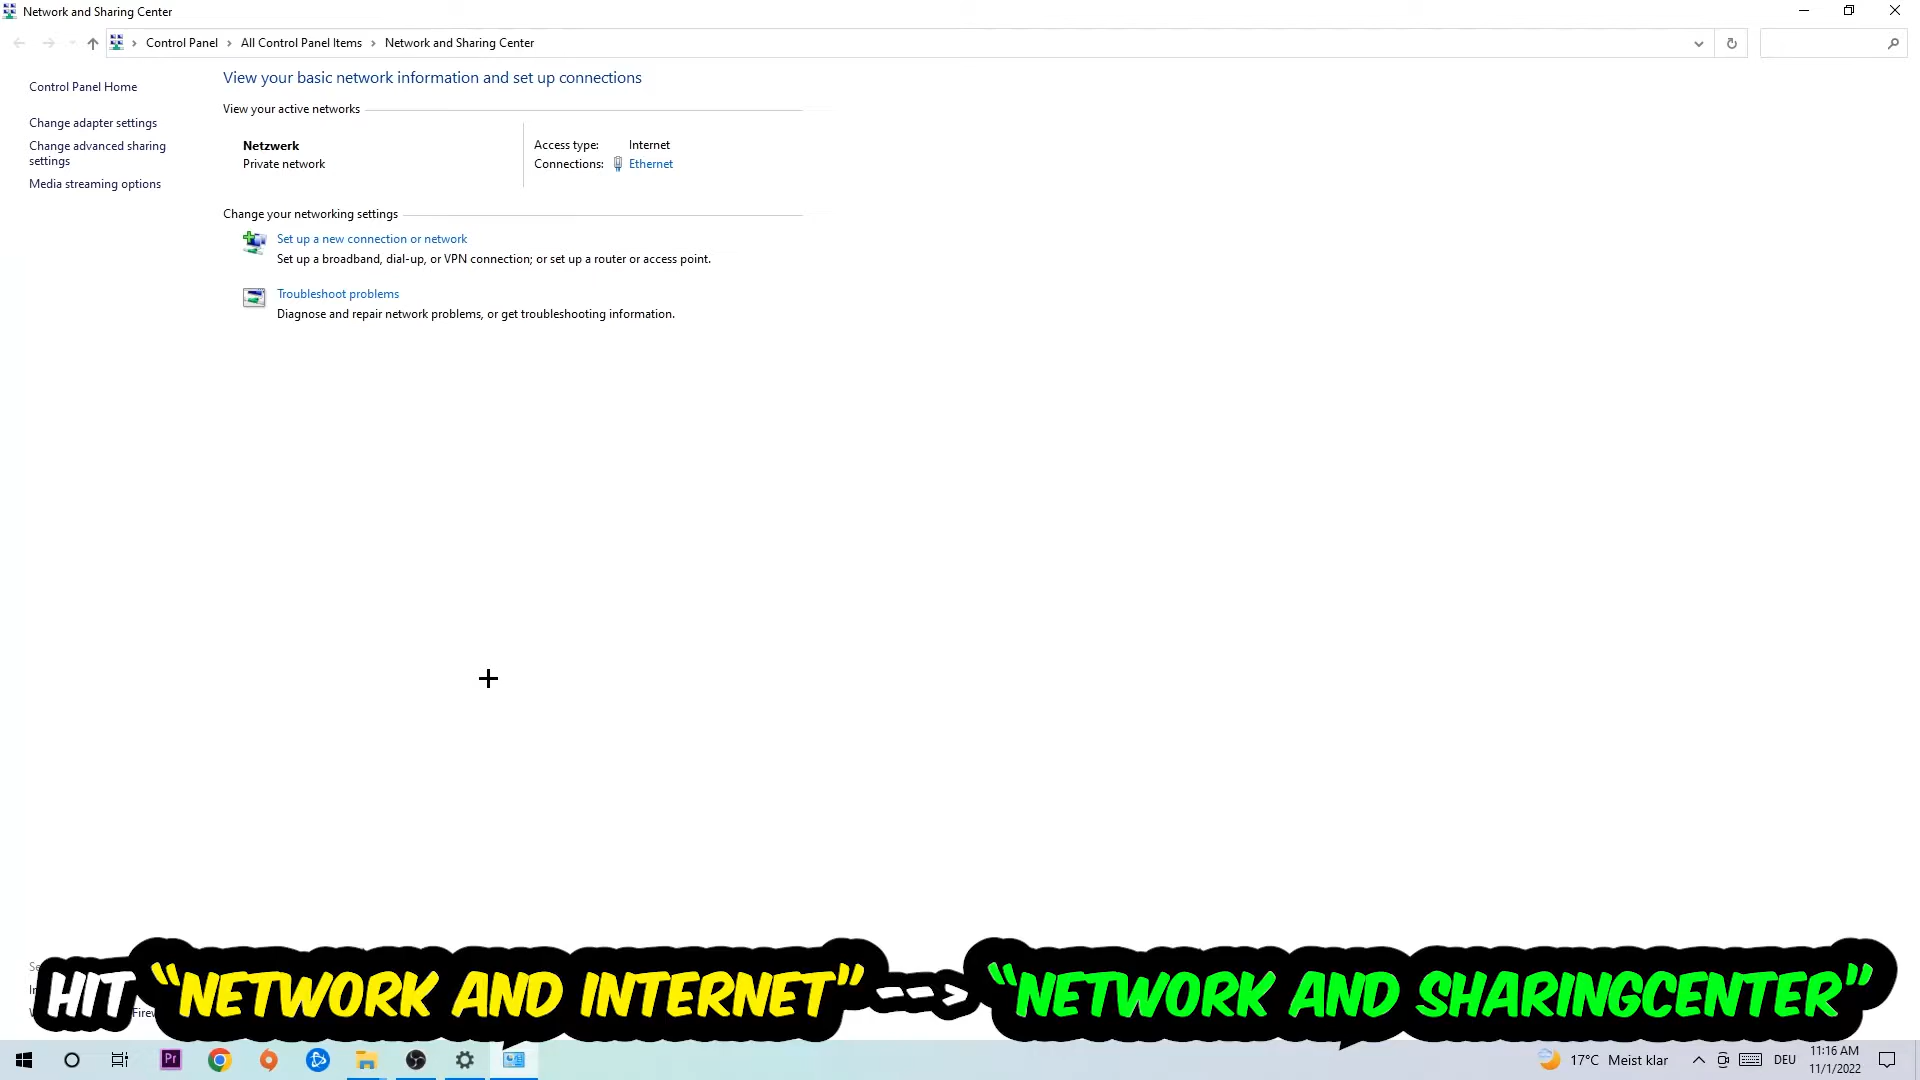 Network and Sharing Center
Control Panel › All Control Panel Items › Network and Sharing Center
Control Panel Home
Change adapter settings
Change advanced sharing
settings
Media streaming options
View your basic network information and set up connections
View your active networks
Netzwerk
Private network
Access type: Internet
Connections: Ethernet
Change your networking settings
Set up a new connection or network
Set up a broadband, dial-up, or VPN connection; or set up a router or access point.
Troubleshoot problems
Diagnose and repair network problems, or get troubleshooting information.
HIT “NETWORK AND INTERNET” ---> “NETWORK AND SHARINGCENTER”
Pr
17°C Meist klar
DEU
11:16 AM
11/1/2022